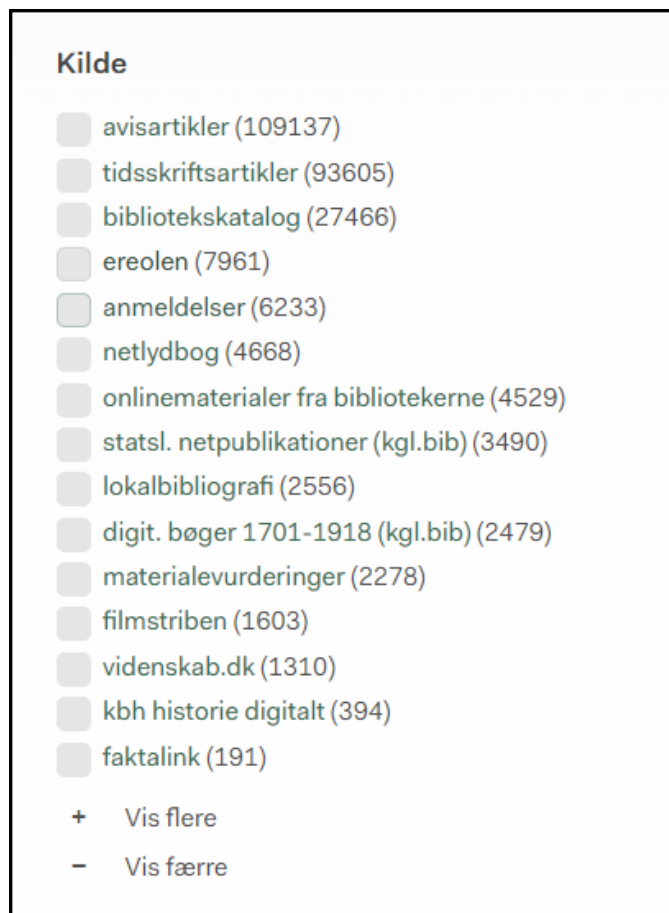 Kilde
avisartikler (109137)
tidsskriftsartikler (93605)
bibliotekskatalog (27466)
ereolen (7961)
anmeldelser (6233)
netlydbog (4668)
onlinematerialer fra bibliotekerne (4529)
statsl. netpublikationer (kgl.bib) (3490)
lokalbibliografi (2556)
digit. bøger 1701-1918 (kgl.bib) (2479)
materialevurderinger (2278)
filmstriben (1603)
videnskab.dk (1310)
kbh historie digitalt (394)
faktalink (191)
+ Vis flere
− Vis færre